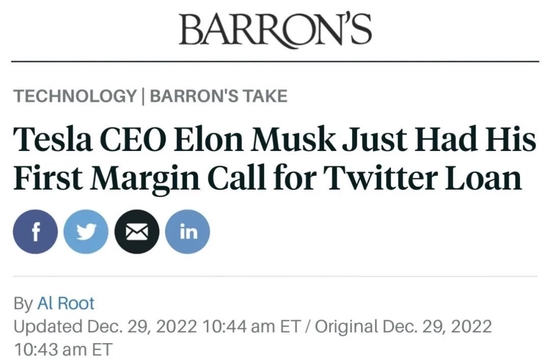 BARRON'S
TECHNOLOGY | BARRON'S TAKE
Tesla CEO Elon Musk Just Had His
First Margin Call for Twitter Loan
f in
By Al Root
Updated Dec. 29, 2022 10:44 am ET / Original Dec. 29, 2022
10:43 am ET